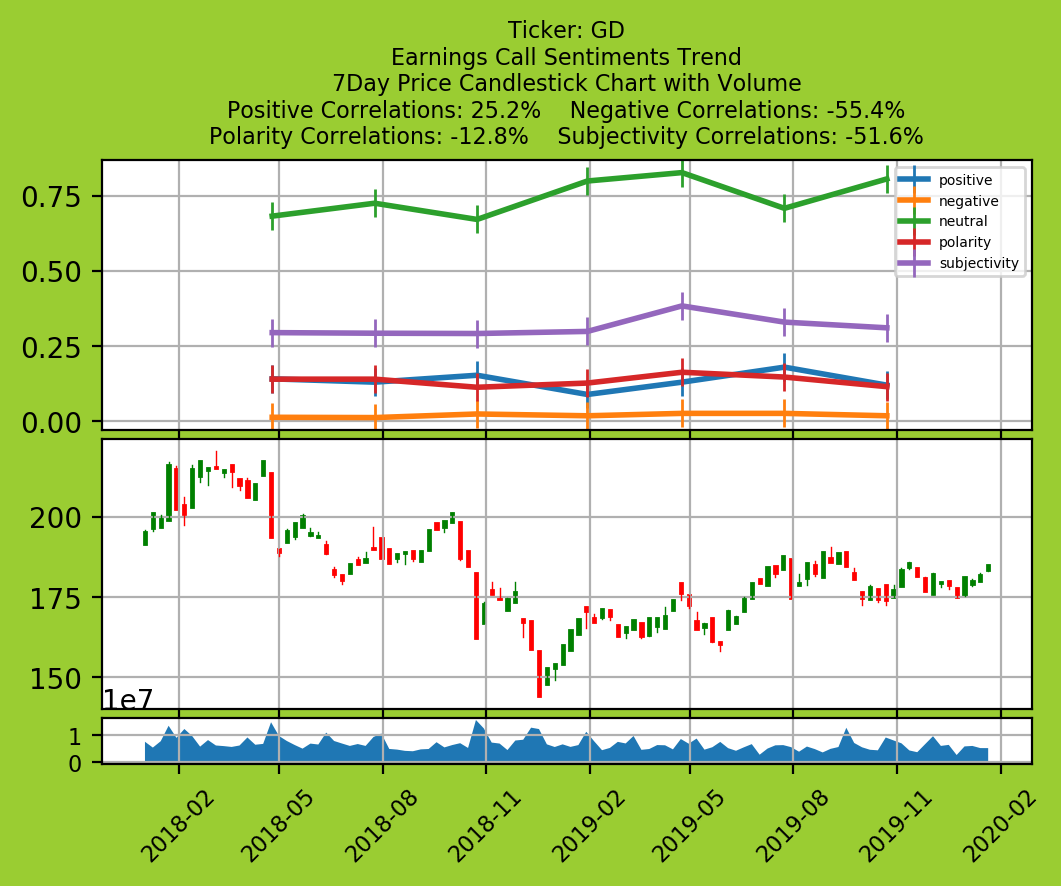 Ticker: GD
Earnings Call Sentiments Trend
7Day Price Candlestick Chart with Volume
Positive Correlations: 25.2%    Negative Correlations: -55.4%
Polarity Correlations: -12.8%    Subjectivity Correlations: -51.6%
0.75
0.50
0.25
0.00
positive
negative
neutral
polarity
subjectivity
200
175
150
1e7
1
0
2018-02
2018-05
2018-08
2018-11
2019-02
2019-05
2019-08
2019-11
2020-02